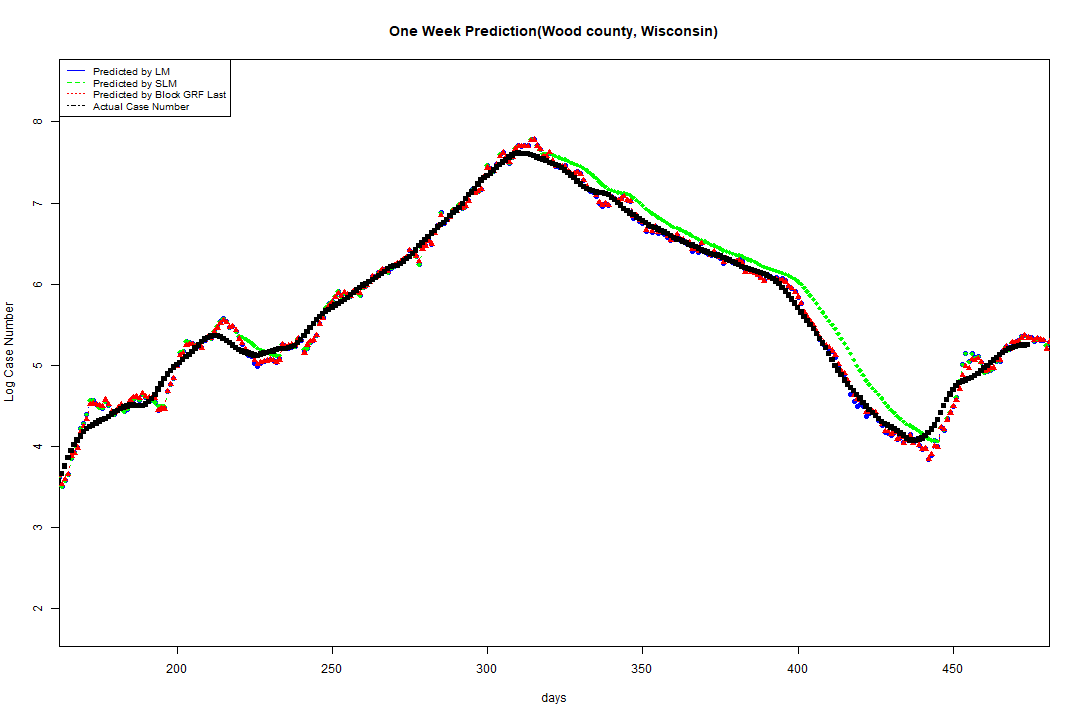 One Week Prediction(Wood county, Wisconsin)
Predicted by LM
Predicted by SLM
Predicted by Block GRF Last
Actual Case Number
8
7
6
5
4
3
2
Log Case Number
200
250
300
350
400
450
days